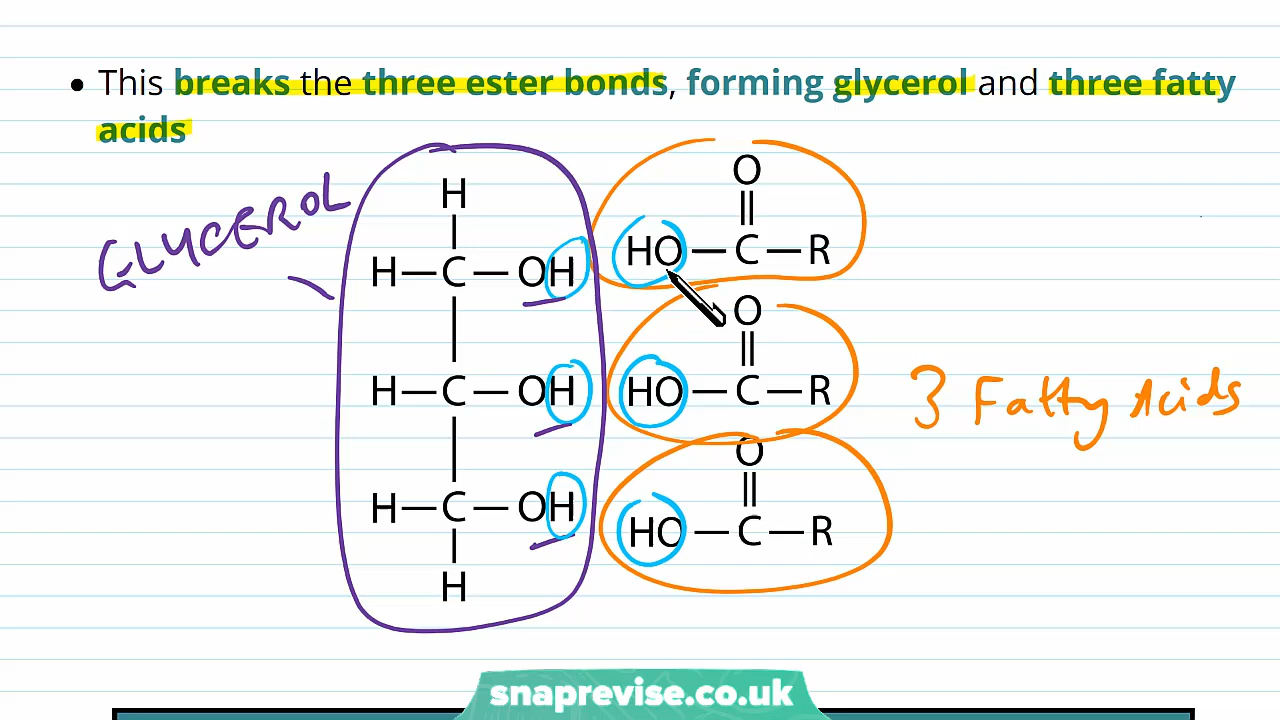 • This breaks the three ester bonds, forming glycerol and three fatty
acids
GLYCEROL
H
H—C—OH
H—C—OH
H—C—OH
H
O
HO—C—R
O
HO—C—R
O
HO—C—R
3 Fatty Acids
snaprevise.co.uk